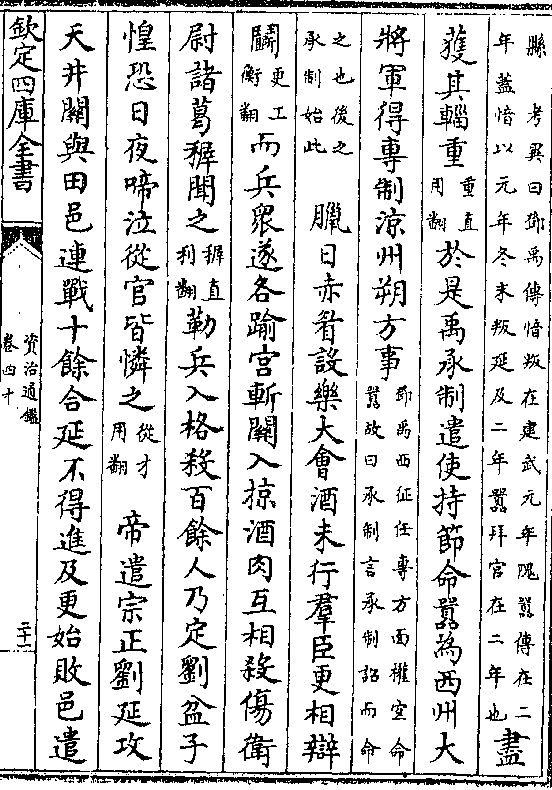 縣　考異曰鄧禹傳愔叛在建武元年隗囂傳在二
年蓋愔以元年冬末叛延及二年囂拜官在二年也
盡
獲其輜重
重直
用翻
於是禹承制遣使持節命囂為西州大
將軍得專制涼州朔方事
鄧禹西征任專方面權宜命
囂故曰承制言承制詔而命
之也後之
承制始此
臘日赤眉設樂大會酒未行羣臣更相辯
鬭
更工
衡翻
而兵衆遂各踰宫斬關入掠酒肉互相殺傷衛
尉諸葛穉聞之
穉直
利翻
勒兵入格殺百餘人乃定劉盆子
惶恐日夜啼泣從官皆憐之
從才
用翻
帝遣宗正劉延攻
天井關與田邑連戰十餘合延不得進及更始敗邑遣
欽定四庫全書
資治通鑑
卷四十
二十一